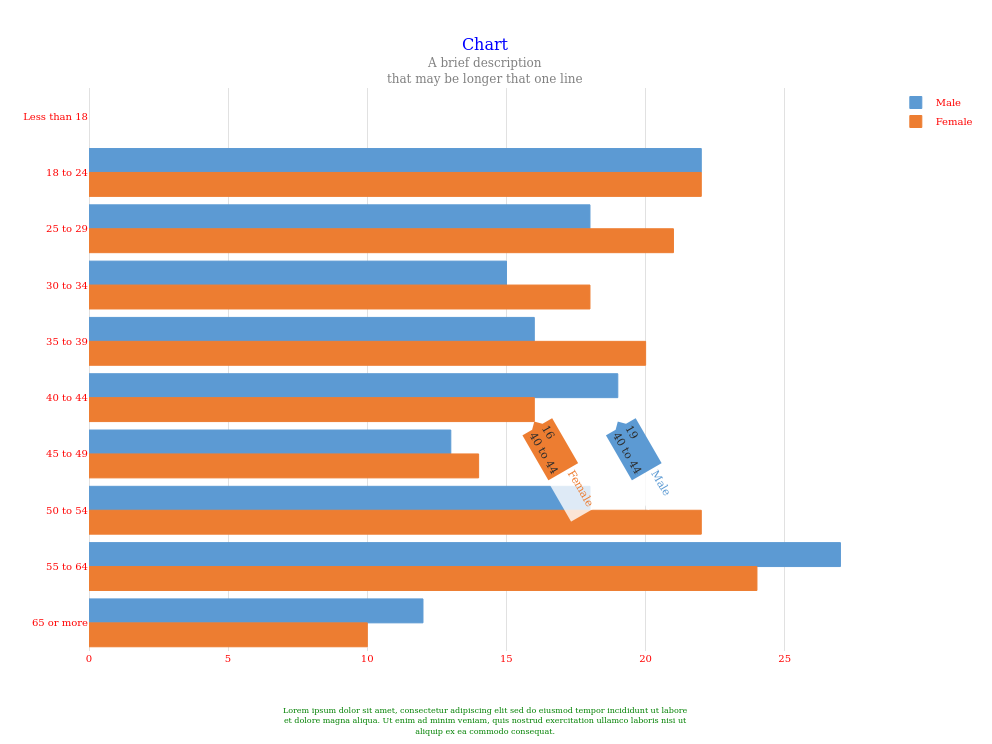 Chart
A brief description
that may be longer that one line
Male
Female
Less than 18
18 to 24
25 to 29
30 to 34
35 to 39
40 to 44
45 to 49
50 to 54
55 to 64
65 or more
16
40 to 44
Female
19
40 to 44
Male
0 5 10 15 20 25
Lorem ipsum dolor sit amet, consectetur adipiscing elit sed do eiusmod tempor incididunt ut labore
et dolore magna aliqua. Ut enim ad minim veniam, quis nostrud exercitation ullamco laboris nisi ut
aliquip ex ea commodo consequat.